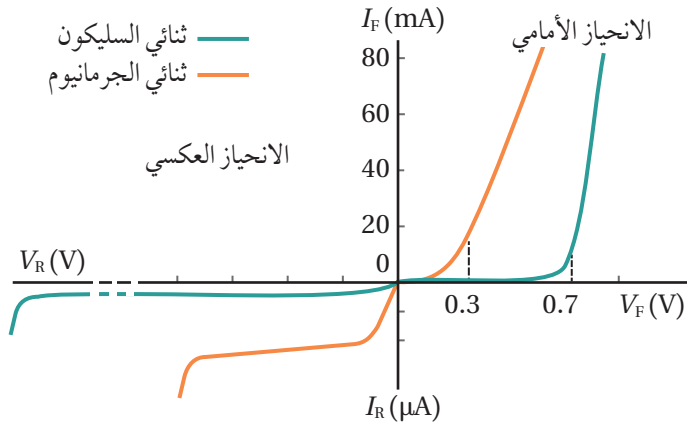 I_F (mA)
الانحياز الأمامي
ثنائي السليكون
ثنائي الجرمانيوم
الانحياز العكسي
80
60
40
20
0
V_R (V)
0.3
0.7
V_F (V)
I_R (μA)